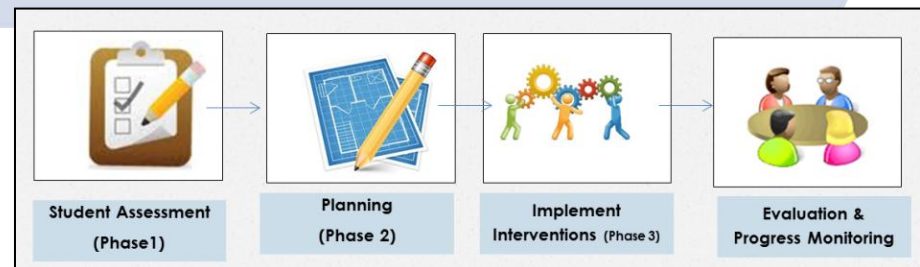 Student Assessment
(Phase1)
Planning
(Phase 2)
Implement
Interventions (Phase 3)
Evaluation &
Progress Monitoring